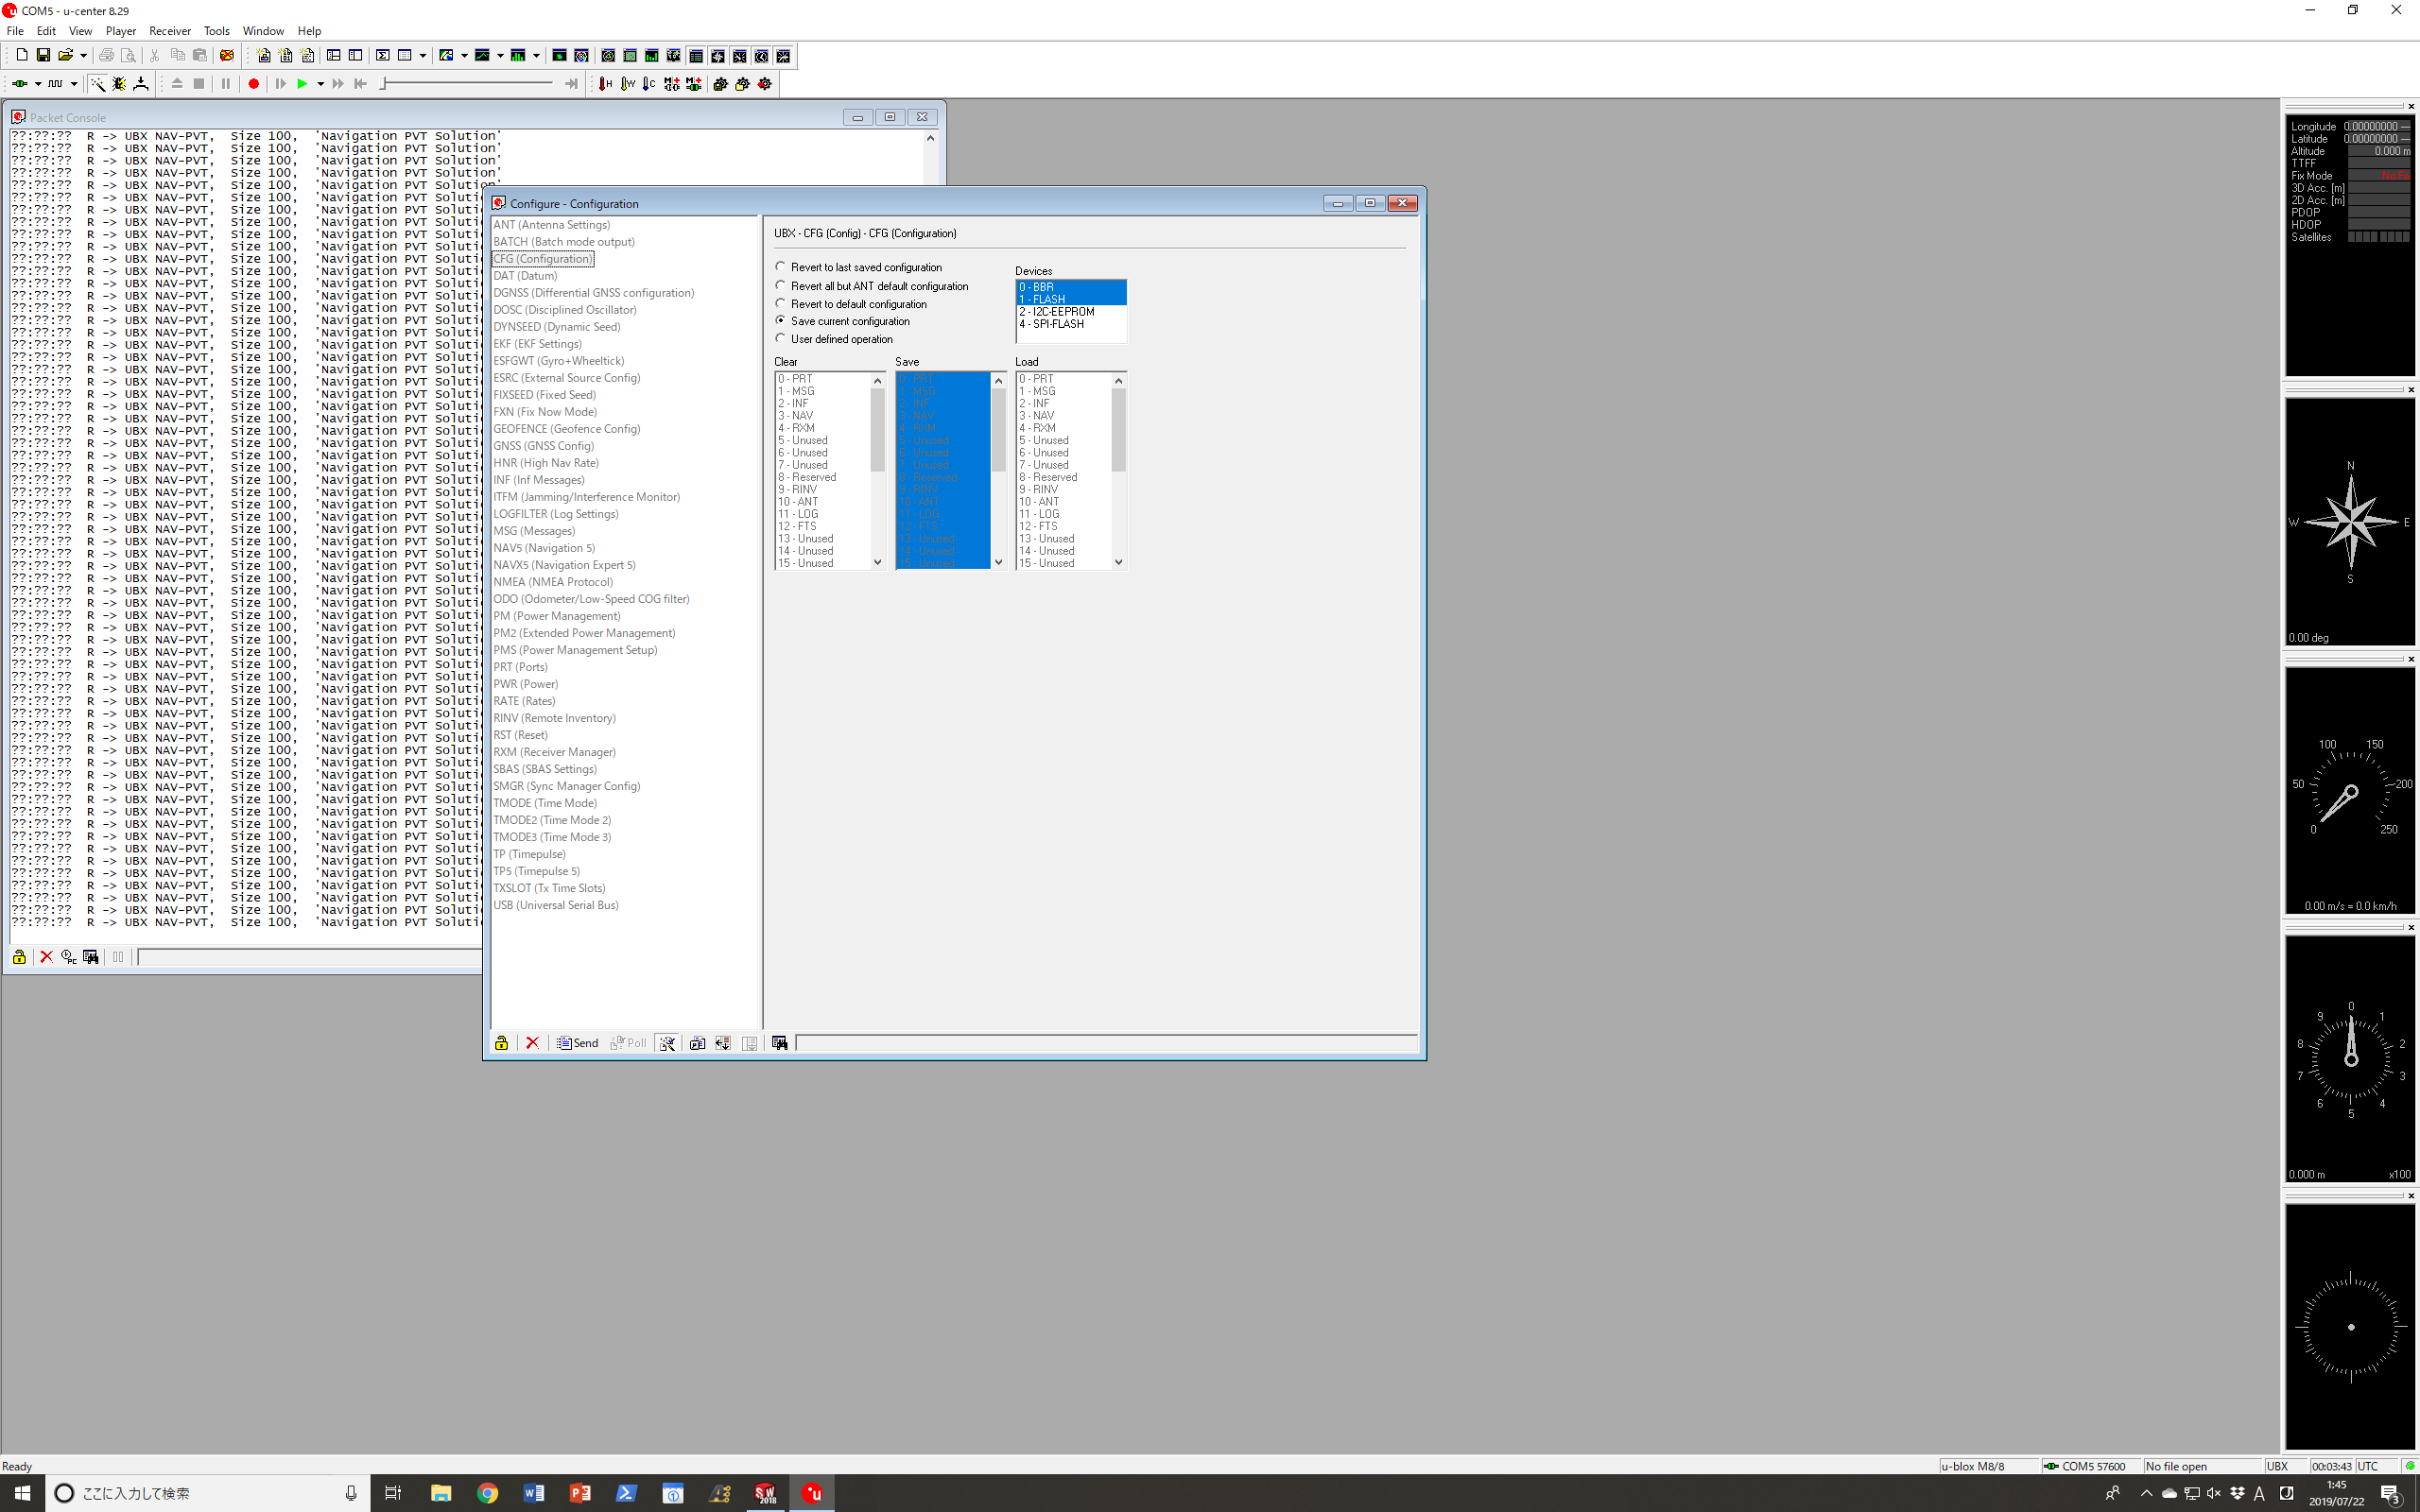 COM5 - u-center 8.29
File Edit View Player Receiver Tools Window Help
Packet Console
??:??:?? R -> UBX NAV-PVT, Size 100, 'Navigation PVT Solution'
??:??:?? R -> UBX NAV-PVT, Size 100, 'Navigation PVT Solution'
??:??:?? R -> UBX NAV-PVT, Size 100, 'Navigation PVT Solution'
??:??:?? R -> UBX NAV-PVT, Size 100, 'Navigation PVT Solution'
??:??:?? R -> UBX NAV-PVT, Size 100, 'Navigation PVT Solution'
Configure - Configuration
ANT (Antenna Settings)
BATCH (Batch mode output)
CFG (Configuration)
DAT (Datum)
DGNSS (Differential GNSS configuration)
DOSC (Disciplined Oscillator)
DYNSEED (Dynamic Seed)
EKF (EKF Settings)
ESFGWT (Gyro+Wheeltick)
ESRC (External Source Config)
FIXSEED (Fixed Seed)
FXN (Fix Now Mode)
GEOFENCE (Geofence Config)
GNSS (GNSS Config)
HNR (High Nav Rate)
INF (Inf Messages)
ITFM (Jamming/Interference Monitor)
LOGFILTER (Log Settings)
MSG (Messages)
NAV5 (Navigation 5)
NAVX5 (Navigation Expert 5)
NMEA (NMEA Protocol)
ODO (Odometer/Low-Speed COG filter)
PM (Power Management)
PM2 (Extended Power Management)
PMS (Power Management Setup)
PRT (Ports)
PWR (Power)
RATE (Rates)
RINV (Remote Inventory)
RST (Reset)
RXM (Receiver Manager)
SBAS (SBAS Settings)
SMGR (Sync Manager Config)
TMODE (Time Mode)
TMODE2 (Time Mode 2)
TMODE3 (Time Mode 3)
TP (Timepulse)
TP5 (Timepulse 5)
TXSLOT (Tx Time Slots)
USB (Universal Serial Bus)
UBX - CFG (Config) - CFG (Configuration)
Revert to last saved configuration
Revert all but ANT default configuration
Revert to default configuration
Save current configuration
User defined operation
Devices
0 - BBR
1 - FLASH
2 - I2C-EEPROM
4 - SPI-FLASH
Clear Save Load
0 - PRT 0 - PRT 0 - PRT
1 - MSG 1 - MSG 1 - MSG
2 - INF 2 - INF 2 - INF
3 - NAV 3 - NAV 3 - NAV
4 - RXM 4 - RXM 4 - RXM
5 - Unused 5 - Unused 5 - Unused
6 - Unused 6 - Unused 6 - Unused
7 - Unused 7 - Unused 7 - Unused
8 - Reserved 8 - Reserved 8 - Reserved
9 - RINV 9 - RINV 9 - RINV
10 - ANT 10 - ANT 10 - ANT
11 - LOG 11 - LOG 11 - LOG
12 - FTS 12 - FTS 12 - FTS
13 - Unused 13 - Unused 13 - Unused
14 - Unused 14 - Unused 14 - Unused
15 - Unused 15 - Unused 15 - Unused
Send Poll
Longitude 0.00000000
Latitude 0.00000000
Altitude 0.000 m
TTFF
Fix Mode
3D Acc. [m]
2D Acc. [m]
PDOP
HDOP
Satellites
N
W E
S
0.00 deg
100 150
50 200
0 250
0.00 m/s = 0.0 km/h
0
9 1
8 2
7 3
6 4
5
0.000 m x100
Ready
u-blox M8/8 COM5 57600 No file open UBX 00:03:43 UTC
ここに入力して検索
1:45
2019/07/22